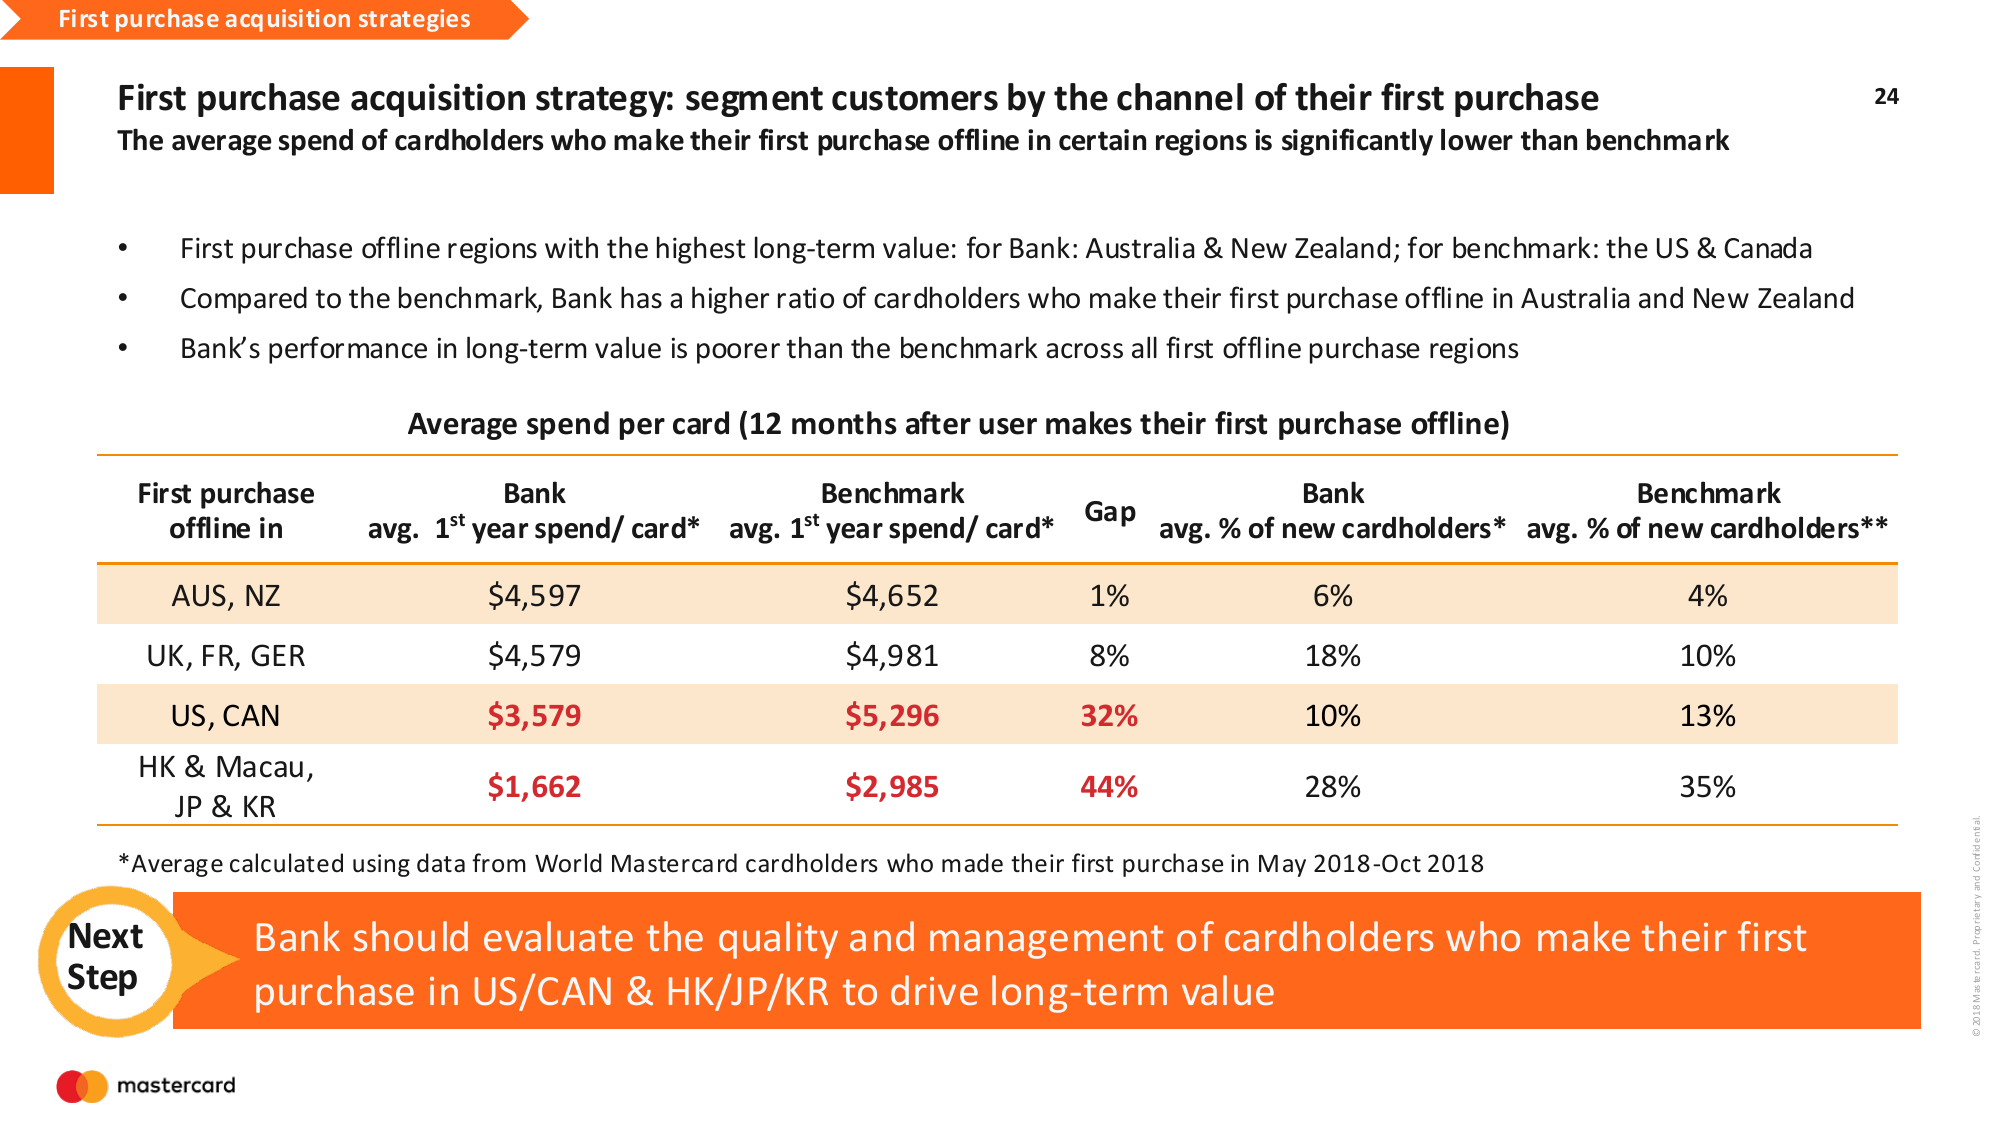 First purchase acquisition strategies
First purchase acquisition strategy: segment customers by the channel of their first purchase
24
The average spend of cardholders who make their first purchase offline in certain regions is significantly lower than benchmark
• First purchase offline regions with the highest long-term value: for Bank: Australia & New Zealand; for benchmark: the US & Canada
• Compared to the benchmark, Bank has a higher ratio of cardholders who make their first purchase offline in Australia and New Zealand
• Bank’s performance in long-term value is poorer than the benchmark across all first offline purchase regions
Average spend per card (12 months after user makes their first purchase offline)
First purchase
offline in
Bank
avg. 1st year spend/ card*
Benchmark
avg. 1st year spend/ card*
Gap
Bank
avg. % of new cardholders*
Benchmark
avg. % of new cardholders**
AUS, NZ $4,597 $4,652 1% 6% 4%
UK, FR, GER $4,579 $4,981 8% 18% 10%
US, CAN $3,579 $5,296 32% 10% 13%
HK & Macau,
JP & KR
$1,662 $2,985 44% 28% 35%
*Average calculated using data from World Mastercard cardholders who made their first purchase in May 2018-Oct 2018
Next
Step
Bank should evaluate the quality and management of cardholders who make their first
purchase in US/CAN & HK/JP/KR to drive long-term value
mastercard
©2018 Mastercard. Proprietary and Confidential.